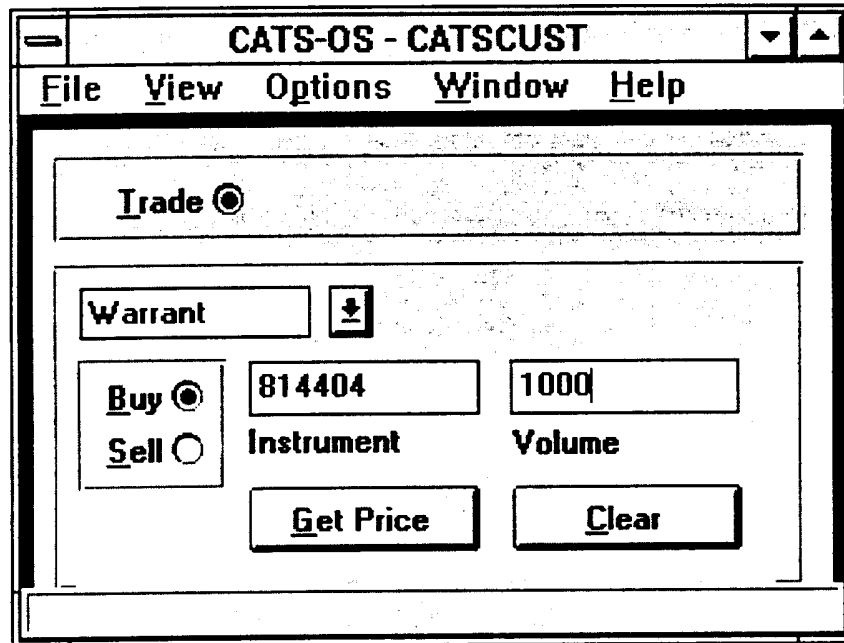 CATS-OS - CATSCUST
File View Options Window Help
Trade
Warrant
Buy
Sell
814404
1000
Instrument
Volume
Get Price
Clear